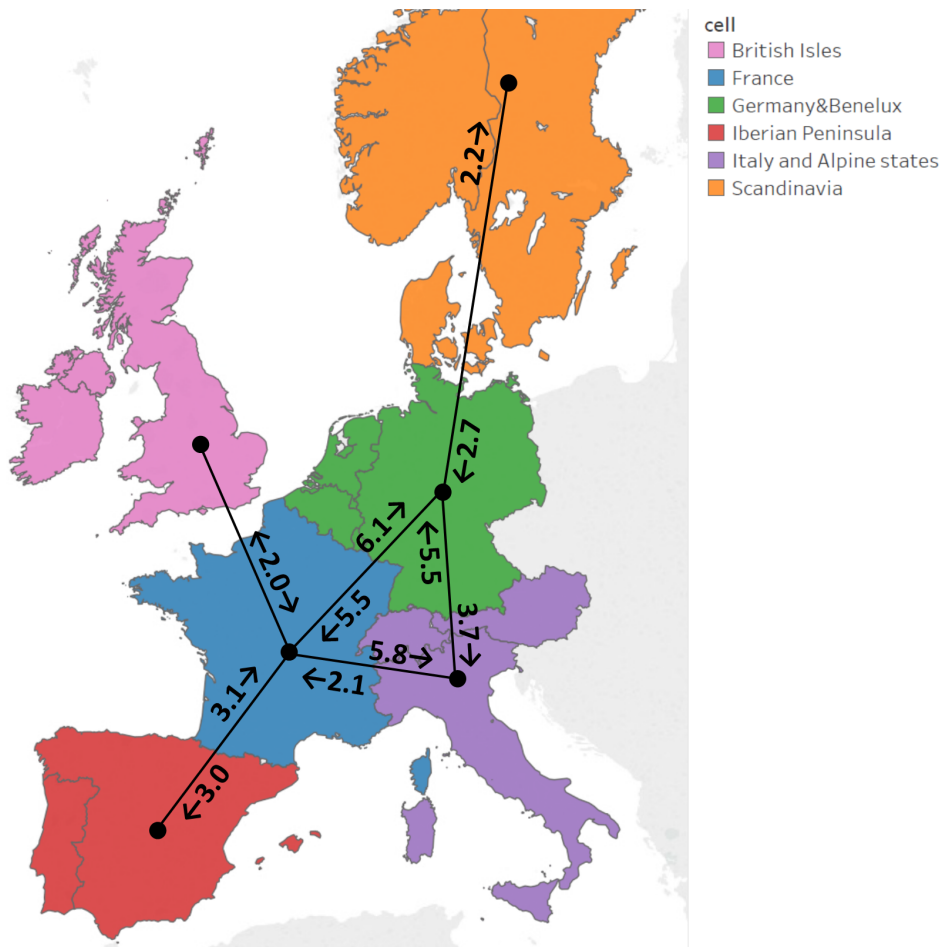 cell
British Isles
France
Germany&Benelux
Iberian Peninsula
Italy and Alpine states
Scandinavia
2.2→
←2.7
6.1→
←5.5
←2.0→
←5.5
3.7→
5.8→
←2.1
3.1→
←3.0